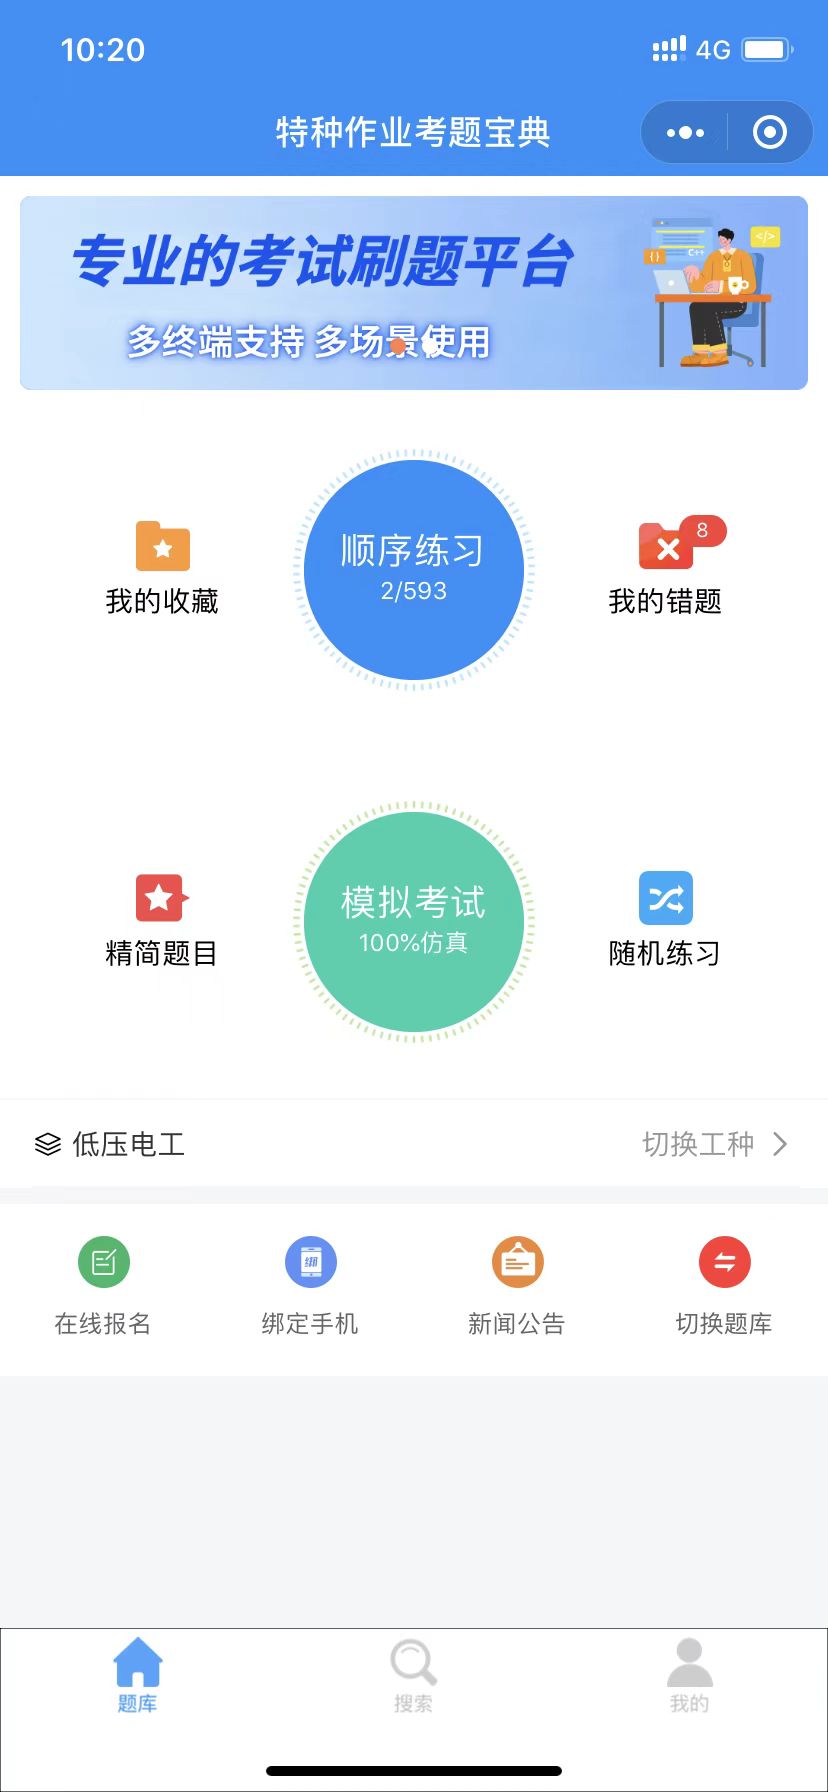 10:20
4G
特种作业考题宝典
专业的考试刷题平台
多终端支持 多场景使用
{}
C++
</>
顺序练习
2/593
我的收藏
8
我的错题
模拟考试
100%仿真
精简题目
随机练习
低压电工
切换工种
绑
在线报名
绑定手机
新闻公告
切换题库
题库
搜索
我的